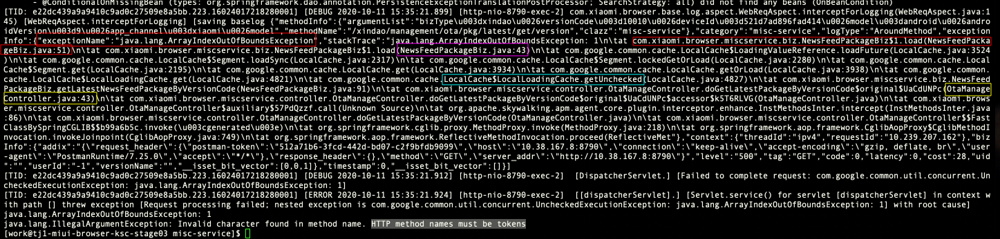 - @ConditionalOnMissingBean (types: org.springframework.dao.annotation.PersistenceExceptionTranslationPostProcessor; SearchStrategy: all) did not find any beans (OnBeanCondition)
[TID: e22dc439a9a9410c9ad0c27509e8a5bb.223.16024017218280001] [DEBUG 2020-10-11 15:35:21.899] [http-nio-8790-exec-2] com.xiaomi.browser.base.log.aspect.WebReqAspect.interceptForLogging(WebReqAspect.java:1
45) [WebReqAspect.interceptForLogging] [saving baselog {"methodInfo":{"argumentList":"bizType\u003dxindao\u0026versionCode\u003d10010\u0026deviceId\u003d521d7ad896fad414\u0026model\u003dandroid\u0026andro
idVersion\u003d9\u0026app_channel\u003dxiaomi\u0026model","methodName":"/xindao/management/ota/pkg/latest/get/version","clazz":"misc-service"},"category":"misc-service","logType":"AroundMethod","exception
Info":{"exceptionName":"java.lang.ArrayIndexOutOfBoundsException","stackTrace":"java.lang.ArrayIndexOutOfBoundsException: 1\n\tat com.xiaomi.browser.miscservice.biz.NewsFeedPackageBiz$1.load(NewsFeedPacka
geBiz.java:51)\n\tat com.xiaomi.browser.miscservice.biz.NewsFeedPackageBiz$1.load(NewsFeedPackageBiz.java:43)\n\tat com.google.common.cache.LocalCache$LoadingValueReference.loadFuture(LocalCache.java:3524
)\n\tat com.google.common.cache.LocalCache$Segment.loadSync(LocalCache.java:2317)\n\tat com.google.common.cache.LocalCache$Segment.lockedGetOrLoad(LocalCache.java:2280)\n\tat com.google.common.cache.Local
Cache$Segment.get(LocalCache.java:2195)\n\tat com.google.common.cache.LocalCache.get(LocalCache.java:3934)\n\tat com.google.common.cache.LocalCache.getOrLoad(LocalCache.java:3938)\n\tat com.google.common.
cache.LocalCache$LocalLoadingCache.get(LocalCache.java:4821)\n\tat com.google.common.cache.LocalCache$LocalLoadingCache.getUnchecked(LocalCache.java:4827)\n\tat com.xiaomi.browser.miscservice.biz.NewsFeed
PackageBiz.getLatestNewsFeedPackageByVersionCode(NewsFeedPackageBiz.java:91)\n\tat com.xiaomi.browser.miscservice.controller.OtaManageController.doGetLatestPackageByVersionCode$original$UaCdUNPc(OtaManage
Controller.java:43)\n\tat com.xiaomi.browser.miscservice.controller.OtaManageController.doGetLatestPackageByVersionCode$original$UaCdUNPc$accessor$k5T6RLVG(OtaManageController.java)\n\tat com.xiaomi.brows
er.miscservice.controller.OtaManageController$auxiliary$57PdQzzf.call(Unknown Source)\n\tat org.apache.skywalking.apm.agent.core.plugin.interceptor.enhance.InstMethodsInter.intercept(InstMethodsInter.java
:86)\n\tat com.xiaomi.browser.miscservice.controller.OtaManageController.doGetLatestPackageByVersionCode(OtaManageController.java)\n\tat com.xiaomi.browser.miscservice.controller.OtaManageController$$Fast
ClassBySpringCGLIB$$b99a6b5c.invoke(\u003cgenerated\u003e)\n\tat org.springframework.cglib.proxy.MethodProxy.invoke(MethodProxy.java:218)\n\tat org.springframework.aop.framework.CglibAopProxy$CglibMethodI
nvocation.invokeJoinpoint(CglibAopProxy.java:749)\n\tat org.springframework.aop.framework.ReflectiveMethodInvocation.proceed(ReflectiveMet"},"context":{"threadId":"ipv4","requestId":"10.239.207.162"},"biz
Info":{"addix":"{\"request_header\":{\"postman-token\":\"512a71b6-3fcd-442d-bd07-c2f9bfdb9099\",\"host\":\"10.38.167.8:8790\",\"connection\":\"keep-alive\",\"accept-encoding\":\"gzip, deflate, br\",\"user
-agent\":\"PostmanRuntime/7.25.0\",\"accept\":\"*/*\"},\"response_header\":{},\"method\":\"GET\",\"server_addr\":\"http://10.38.167.8:8790\"}","level":"500","tag":"GET","code":0,"latency":0,"cost":28,"uid
":"","userId":"-1","versionName":"","__isset_bit_vector":[0,0,1]},"timestamp":0,"__isset_bit_vector":[]}]
[TID: e22dc439a9a9410c9ad0c27509e8a5bb.223.16024017218280001] [DEBUG 2020-10-11 15:35:21.912] [http-nio-8790-exec-2]  [DispatcherServlet.] [Failed to complete request: com.google.common.util.concurrent.Un
checkedExecutionException: java.lang.ArrayIndexOutOfBoundsException: 1]
[TID: e22dc439a9a9410c9ad0c27509e8a5bb.223.16024017218280001] [ERROR 2020-10-11 15:35:21.924] [http-nio-8790-exec-2]  [[dispatcherServlet].] [Servlet.service() for servlet [dispatcherServlet] in context w
ith path [] threw exception [Request processing failed; nested exception is com.google.common.util.concurrent.UncheckedExecutionException: java.lang.ArrayIndexOutOfBoundsException: 1] with root cause]
java.lang.ArrayIndexOutOfBoundsException: 1
java.lang.IllegalArgumentException: Invalid character found in method name. HTTP method names must be tokens
[work@tj1-miui-browser-ksc-stage03 misc-service]$